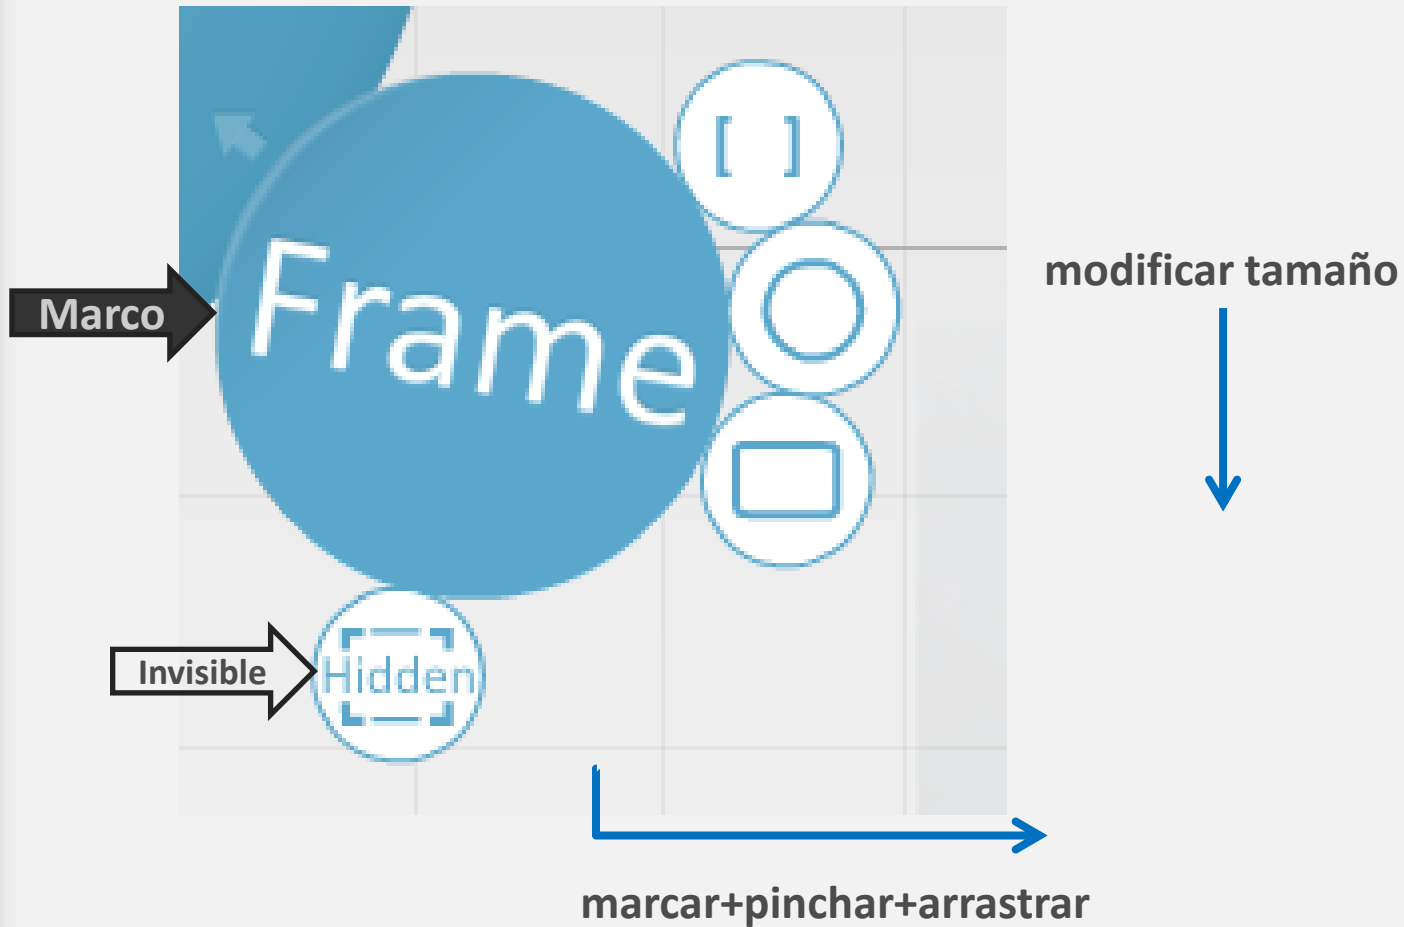 [ ]
modificar tamaño
Marco
Frame
Invisible
Hidden
marcar+pinchar+arrastrar